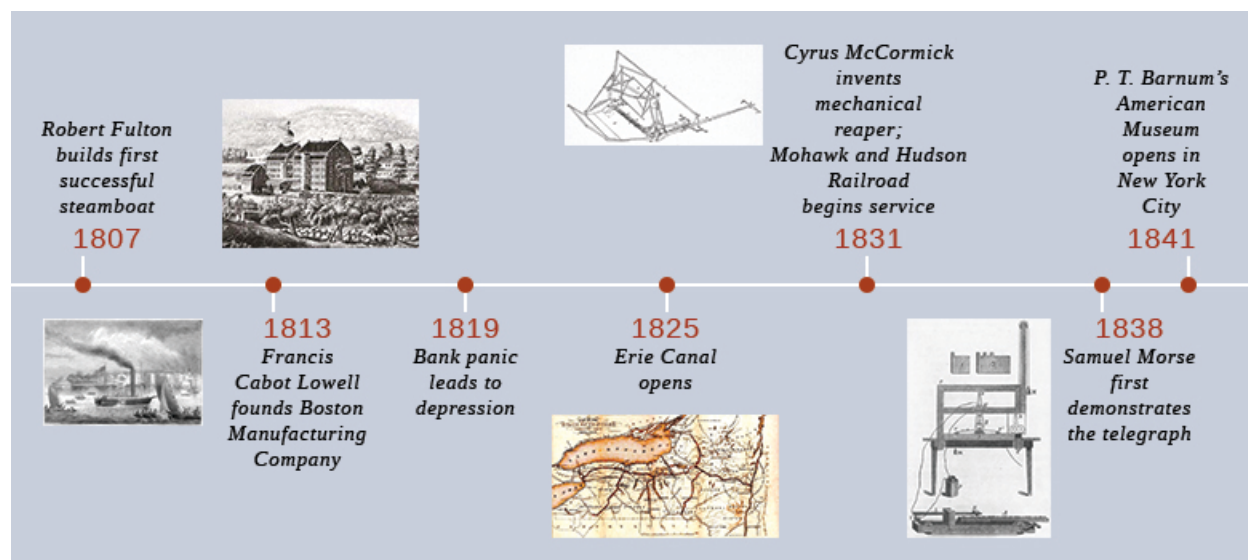 Robert Fulton
builds first
successful
steamboat
1807
1813
Francis
Cabot Lowell
founds Boston
Manufacturing
Company
1819
Bank panic
leads to
depression
1825
Erie Canal
opens
Cyrus McCormick
invents
mechanical
reaper;
Mohawk and Hudson
Railroad
begins service
1831
1838
Samuel Morse
first
demonstrates
the telegraph
P. T. Barnum’s
American
Museum
opens in
New York
City
1841